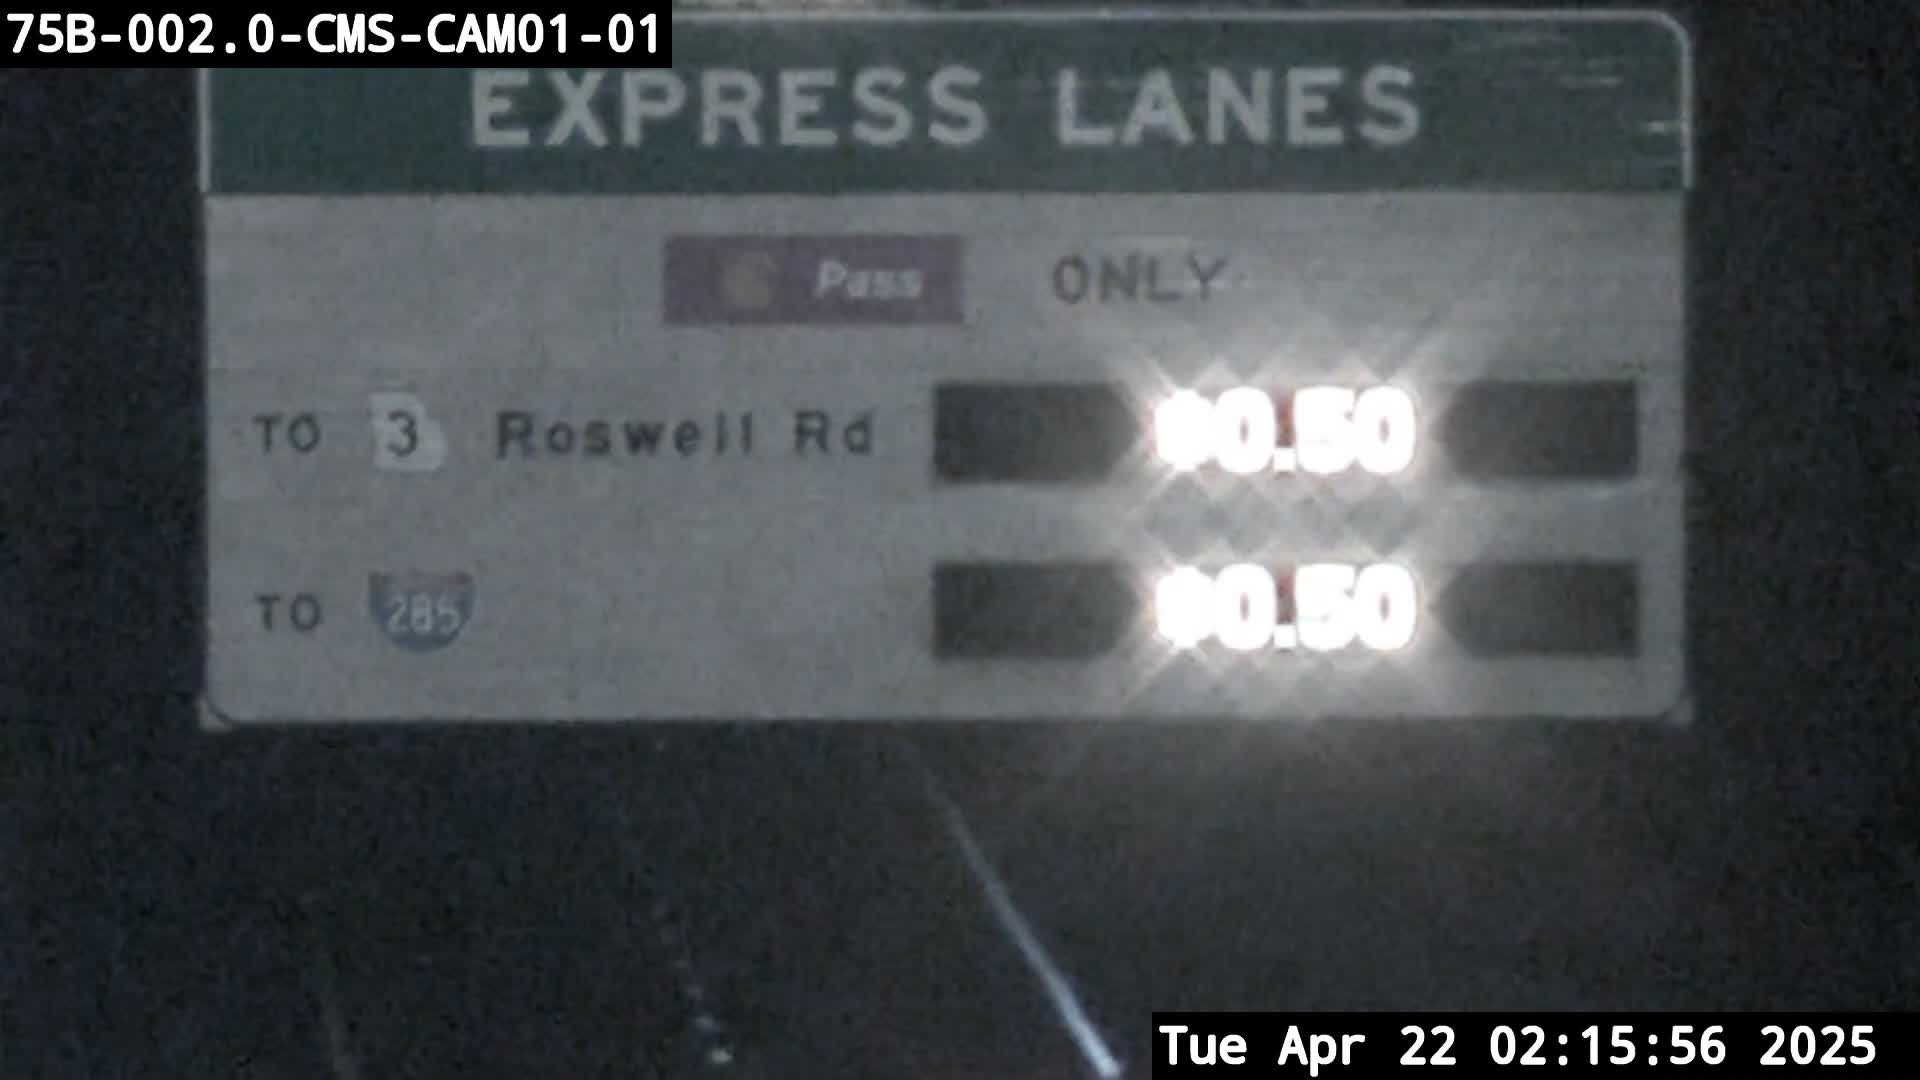 75B-002.0-CMS-CAM01-01
EXPRESS LANES
Pass ONLY
TO 3 Roswell Rd $0.50
TO 285 $0.50
Tue Apr 22 02:15:56 2025